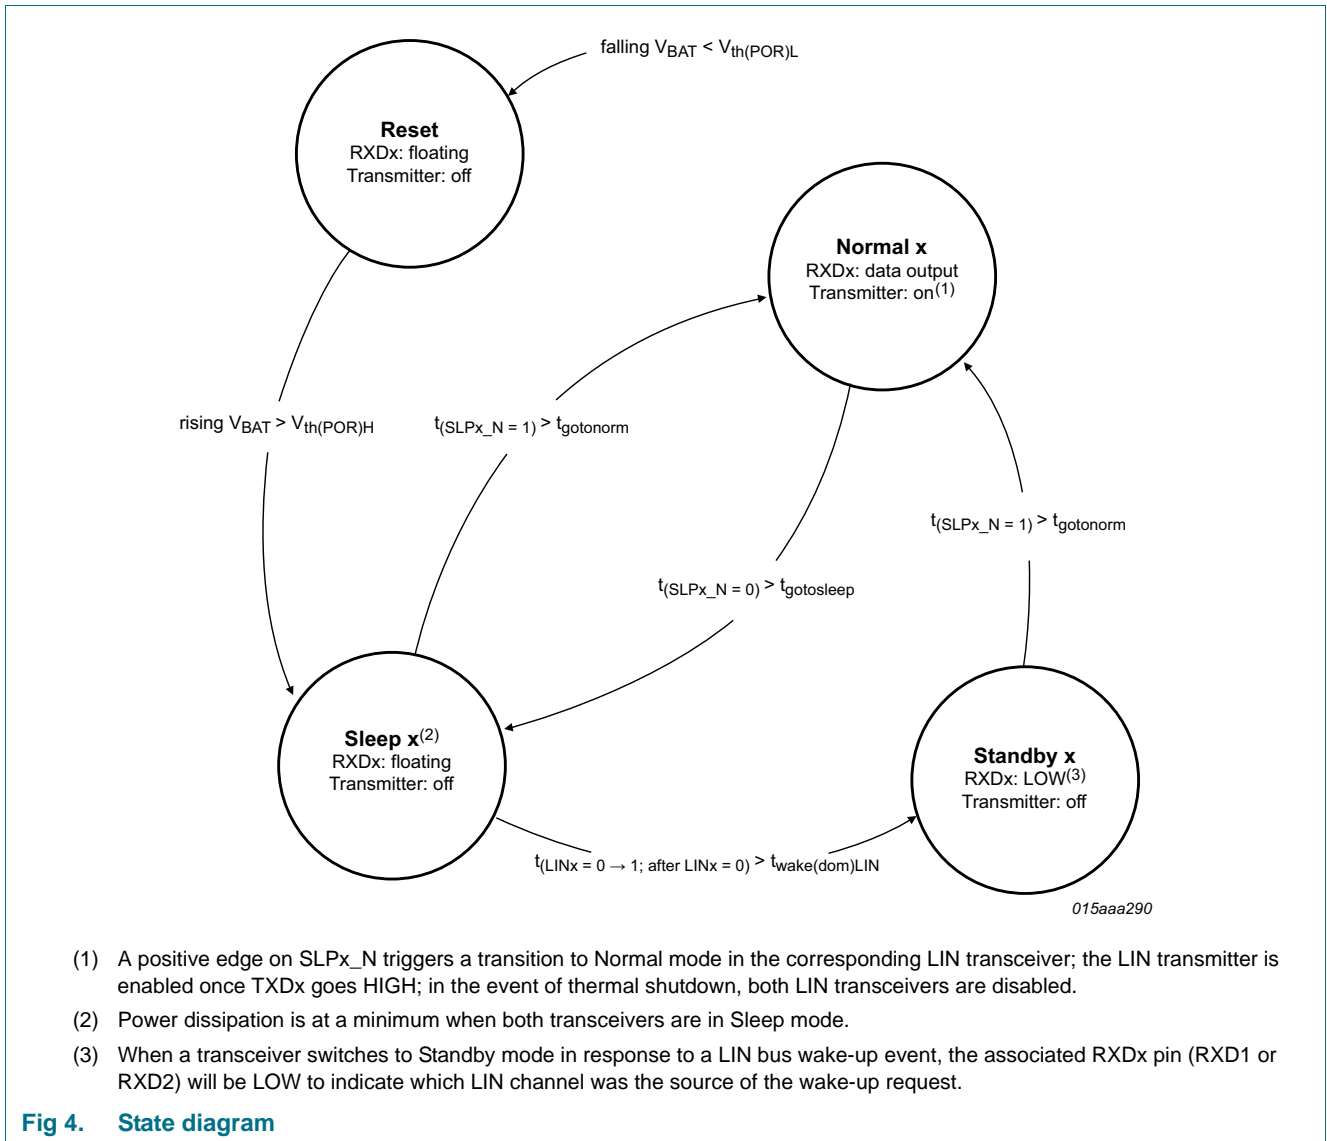 falling VBAT < Vth(POR)L
Reset
RXDx: floating
Transmitter: off
Normal x
RXDx: data output
Transmitter: on(1)
rising VBAT > Vth(POR)H
t(SLPx_N = 1) > tgotonorm
t(SLPx_N = 1) > tgotonorm
t(SLPx_N = 0) > tgotosleep
Sleep x(2)
RXDx: floating
Transmitter: off
Standby x
RXDx: LOW(3)
Transmitter: off
t(LINx = 0 → 1; after LINx = 0) > twake(dom)LIN
015aaa290
(1) A positive edge on SLPx_N triggers a transition to Normal mode in the corresponding LIN transceiver; the LIN transmitter is
enabled once TXDx goes HIGH; in the event of thermal shutdown, both LIN transceivers are disabled.
(2) Power dissipation is at a minimum when both transceivers are in Sleep mode.
(3) When a transceiver switches to Standby mode in response to a LIN bus wake-up event, the associated RXDx pin (RXD1 or
RXD2) will be LOW to indicate which LIN channel was the source of the wake-up request.
Fig 4. State diagram